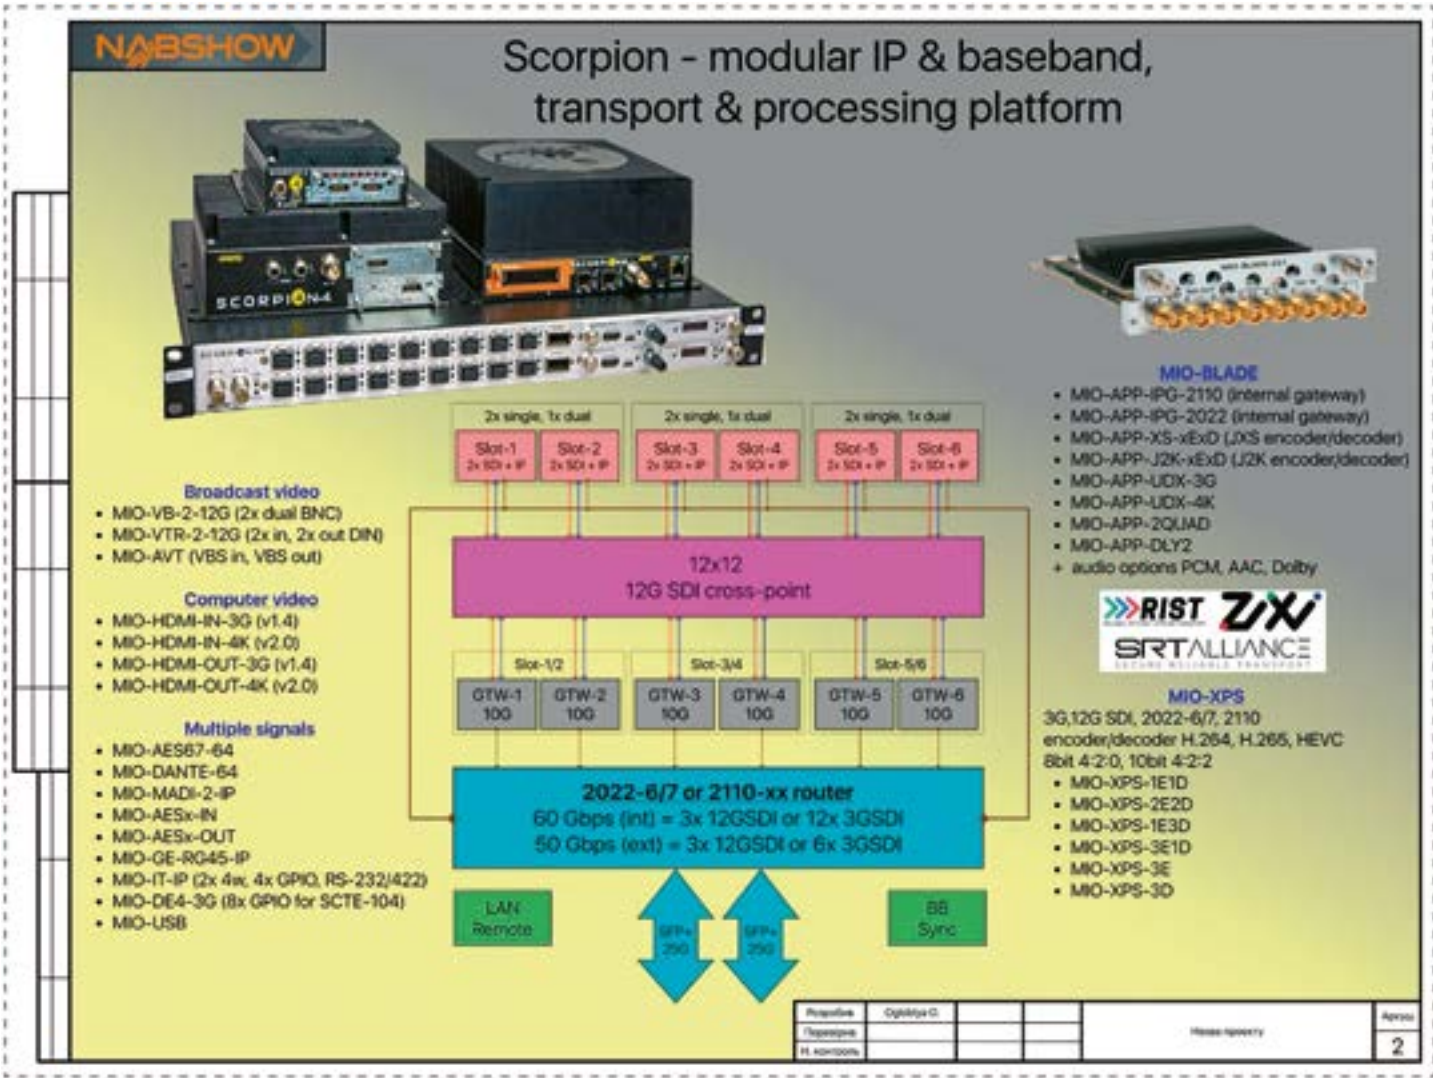 NABSHOW
Scorpion - modular IP & baseband,
transport & processing platform
SCORPION-4
MIO-BLADE
• MIO-APP-IPG-2110 (internal gateway)
• MIO-APP-IPG-2022 (internal gateway)
• MIO-APP-XS-xExD (JXS encoder/decoder)
• MIO-APP-J2K-xExD (J2K encoder/decoder)
• MIO-APP-UDX-3G
• MIO-APP-UDX-4K
• MIO-APP-2QUAD
• MIO-APP-DLY2
+ audio options PCM, AAC, Dolby
RIST ZiXi
SRTALLIANCE
SECURE RELIABLE TRANSPORT
MIO-XPS
3G,12G SDI, 2022-6/7, 2110
encoder/decoder H.264, H.265, HEVC
8bit 4:2:0, 10bit 4:2:2
• MIO-XPS-1E1D
• MIO-XPS-2E2D
• MIO-XPS-1E3D
• MIO-XPS-3E1D
• MIO-XPS-3E
• MIO-XPS-3D
Broadcast video
• MIO-VB-2-12G (2x dual BNC)
• MIO-VTR-2-12G (2x in, 2x out DIN)
• MIO-AVT (VBS in, VBS out)
Computer video
• MIO-HDMI-IN-3G (v1.4)
• MIO-HDMI-IN-4K (v2.0)
• MIO-HDMI-OUT-3G (v1.4)
• MIO-HDMI-OUT-4K (v2.0)
Multiple signals
• MIO-AES67-64
• MIO-DANTE-64
• MIO-MADI-2-IP
• MIO-AESx-IN
• MIO-AESx-OUT
• MIO-GE-RG45-IP
• MIO-IT-IP (2x 4w, 4x GPIO, RS-232/422)
• MIO-DE4-3G (8x GPIO for SCTE-104)
• MIO-USB
2x single, 1x dual 2x single, 1x dual 2x single, 1x dual
Slot-1 Slot-2 Slot-3 Slot-4 Slot-5 Slot-6
2x SDI + IP 2x SDI + IP 2x SDI + IP 2x SDI + IP 2x SDI + IP 2x SDI + IP
12x12
12G SDI cross-point
Slot-1/2 Slot-3/4 Slot-5/6
GTW-1 GTW-2 GTW-3 GTW-4 GTW-5 GTW-6
10G 10G 10G 10G 10G 10G
2022-6/7 or 2110-xx router
60 Gbps (int) = 3x 12GSDI or 12x 3GSDI
50 Gbps (ext) = 3x 12GSDI or 6x 3GSDI
LAN
Remote
SFP+ SFP+
25G 25G
BB
Sync
Розробив
Перевірив
Н. контроль
Назва проекту
Аркуш
2